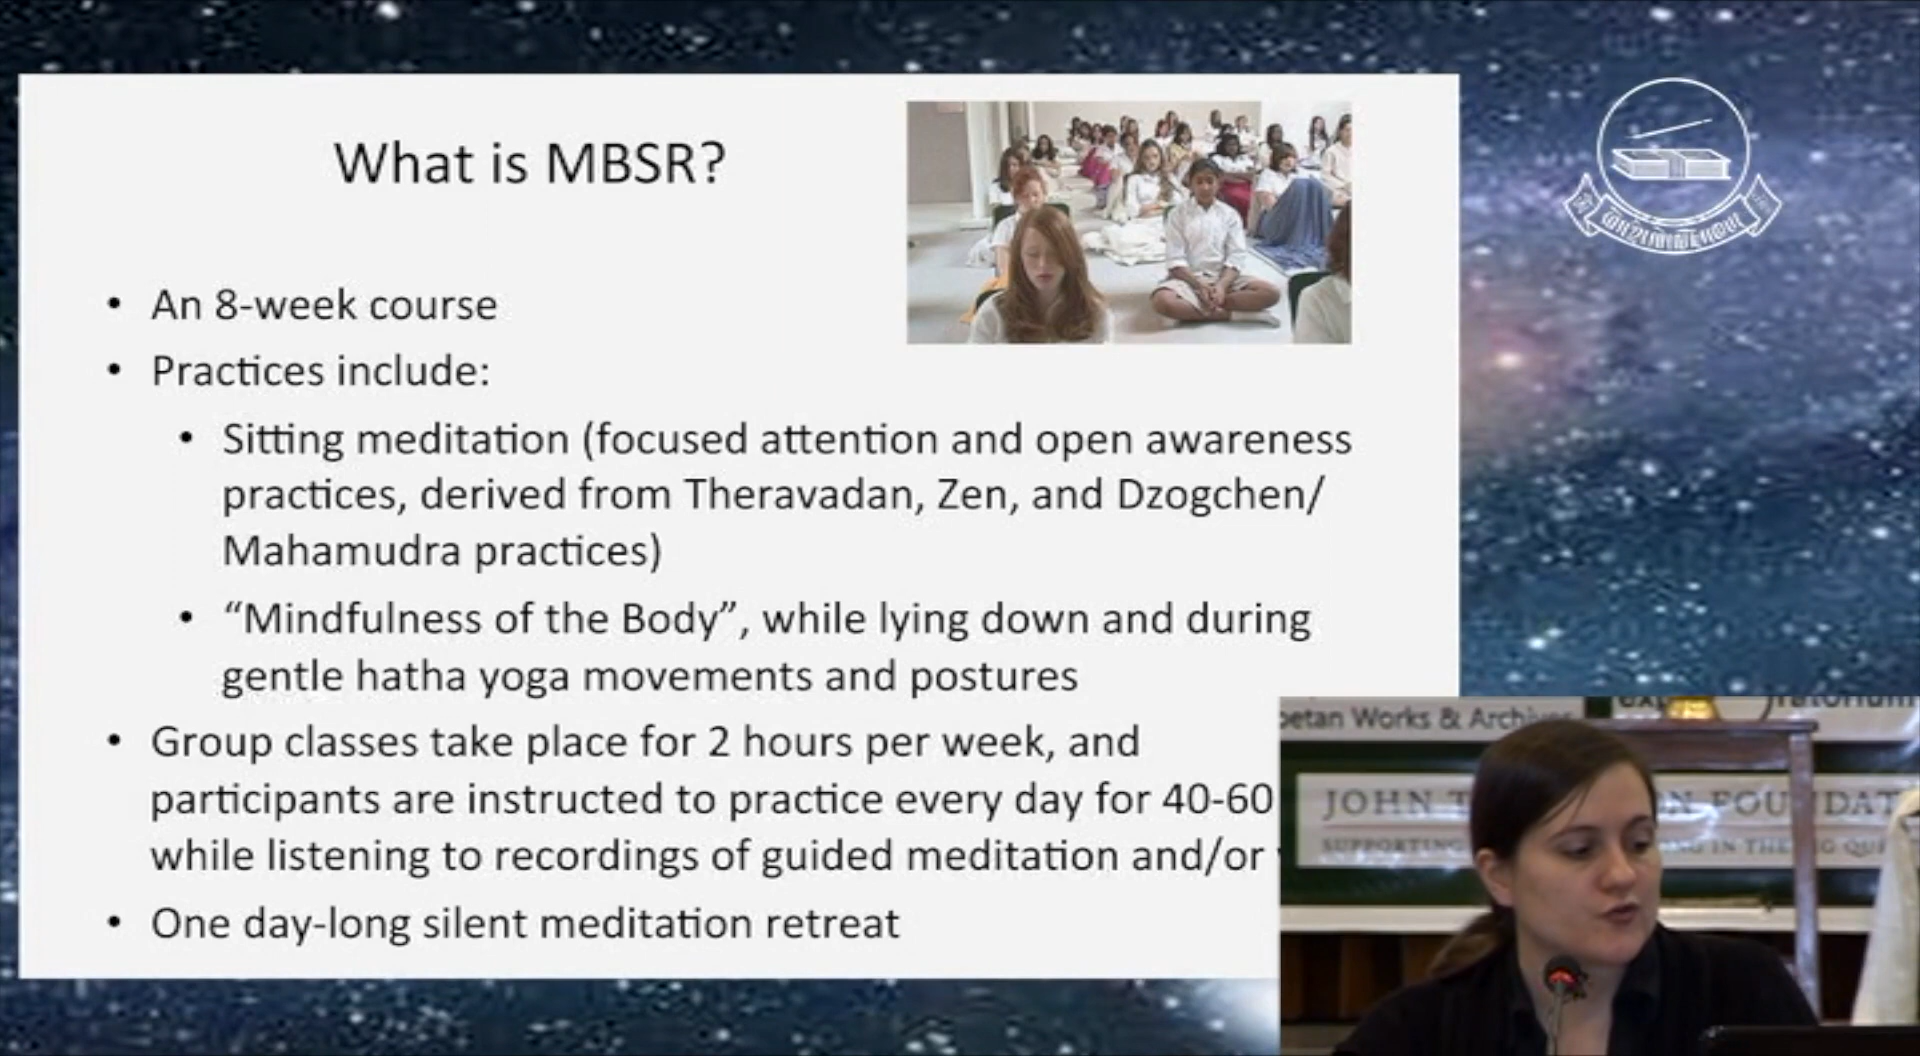 What is MBSR?
• An 8-week course
• Practices include:
• Sitting meditation (focused attention and open awareness
practices, derived from Theravadan, Zen, and Dzogchen/
Mahamudra practices)
• “Mindfulness of the Body”, while lying down and during
gentle hatha yoga movements and postures
• Group classes take place for 2 hours per week, and
participants are instructed to practice every day for 40-60
while listening to recordings of guided meditation and/or
• One day-long silent meditation retreat
Works &
JOHN
SUPPORTING IN THE